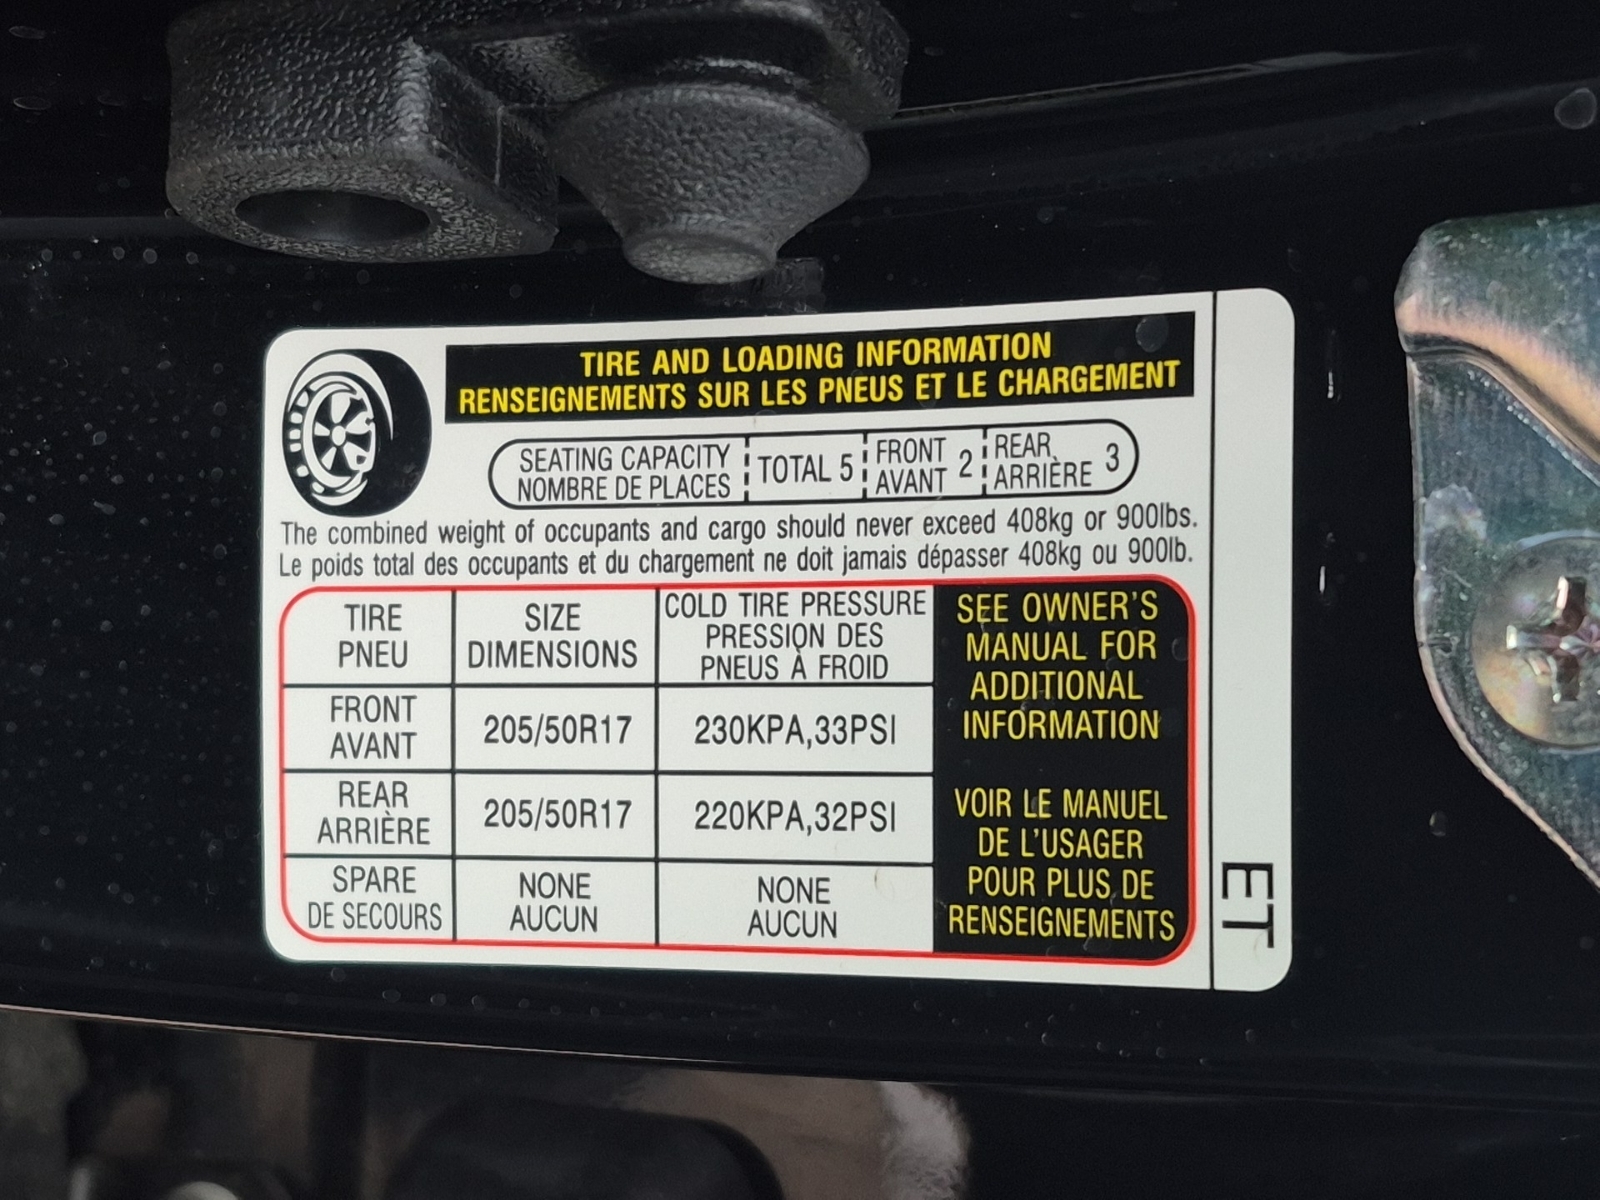 TIRE AND LOADING INFORMATION
RENSEIGNEMENTS SUR LES PNEUS ET LE CHARGEMENT
SEATING CAPACITY
NOMBRE DE PLACES
TOTAL 5
FRONT
AVANT
2
REAR
ARRIÈRE
3
The combined weight of occupants and cargo should never exceed 408kg or 900lbs.
Le poids total des occupants et du chargement ne doit jamais dépasser 408kg ou 900lb.
TIRE
PNEU
SIZE
DIMENSIONS
COLD TIRE PRESSURE
PRESSION DES
PNEUS À FROID
FRONT
AVANT
205/50R17
230KPA,33PSI
REAR
ARRIÈRE
205/50R17
220KPA,32PSI
SPARE
DE SECOURS
NONE
AUCUN
NONE
AUCUN
SEE OWNER'S
MANUAL FOR
ADDITIONAL
INFORMATION
VOIR LE MANUEL
DE L'USAGER
POUR PLUS DE
RENSEIGNEMENTS
ET